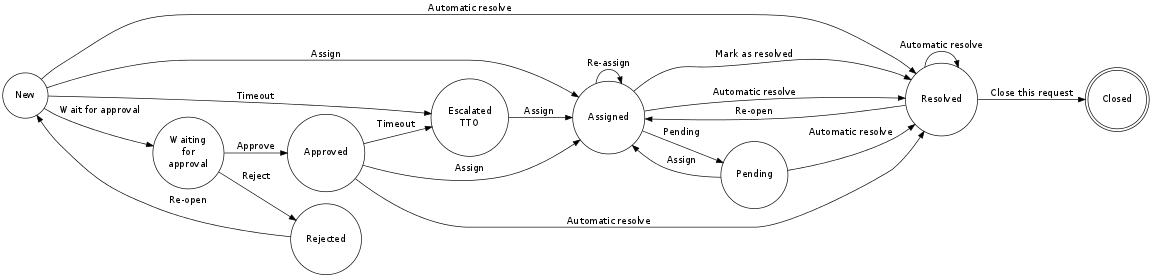 Automatic resolve
Assign
Re-assign
Mark as resolved
Automatic resolve
New
Timeout
Wait for approval
Escalated
TTO
Assign
Assigned
Automatic resolve
Re-open
Resolved
Close this request
Closed
Waiting
for
approval
Approve
Approved
Timeout
Assign
Pending
Assign
Pending
Automatic resolve
Reject
Re-open
Rejected
Automatic resolve